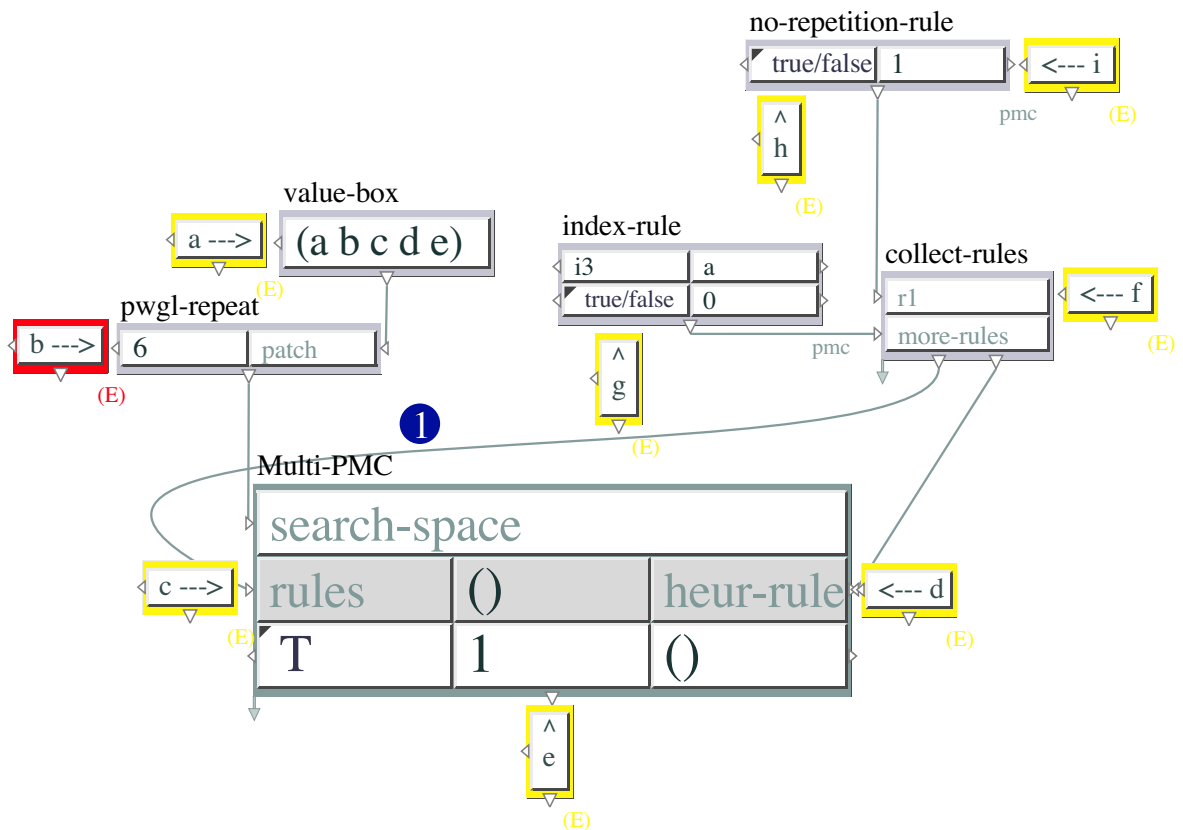 no-repetition-rule
true/false 1
<--- i
pmc
(E)
^
h
(E)
value-box
a --->
(a b c d e)
(E)
index-rule
i3 a
true/false 0
pmc
collect-rules
r1
more-rules
<--- f
(E)
pwgl-repeat
b --->
6 patch
(E)
^
g
(E)
1
Multi-PMC
search-space
rules () heur-rule
T 1 ()
c --->
(E)
<--- d
(E)
^
e
(E)